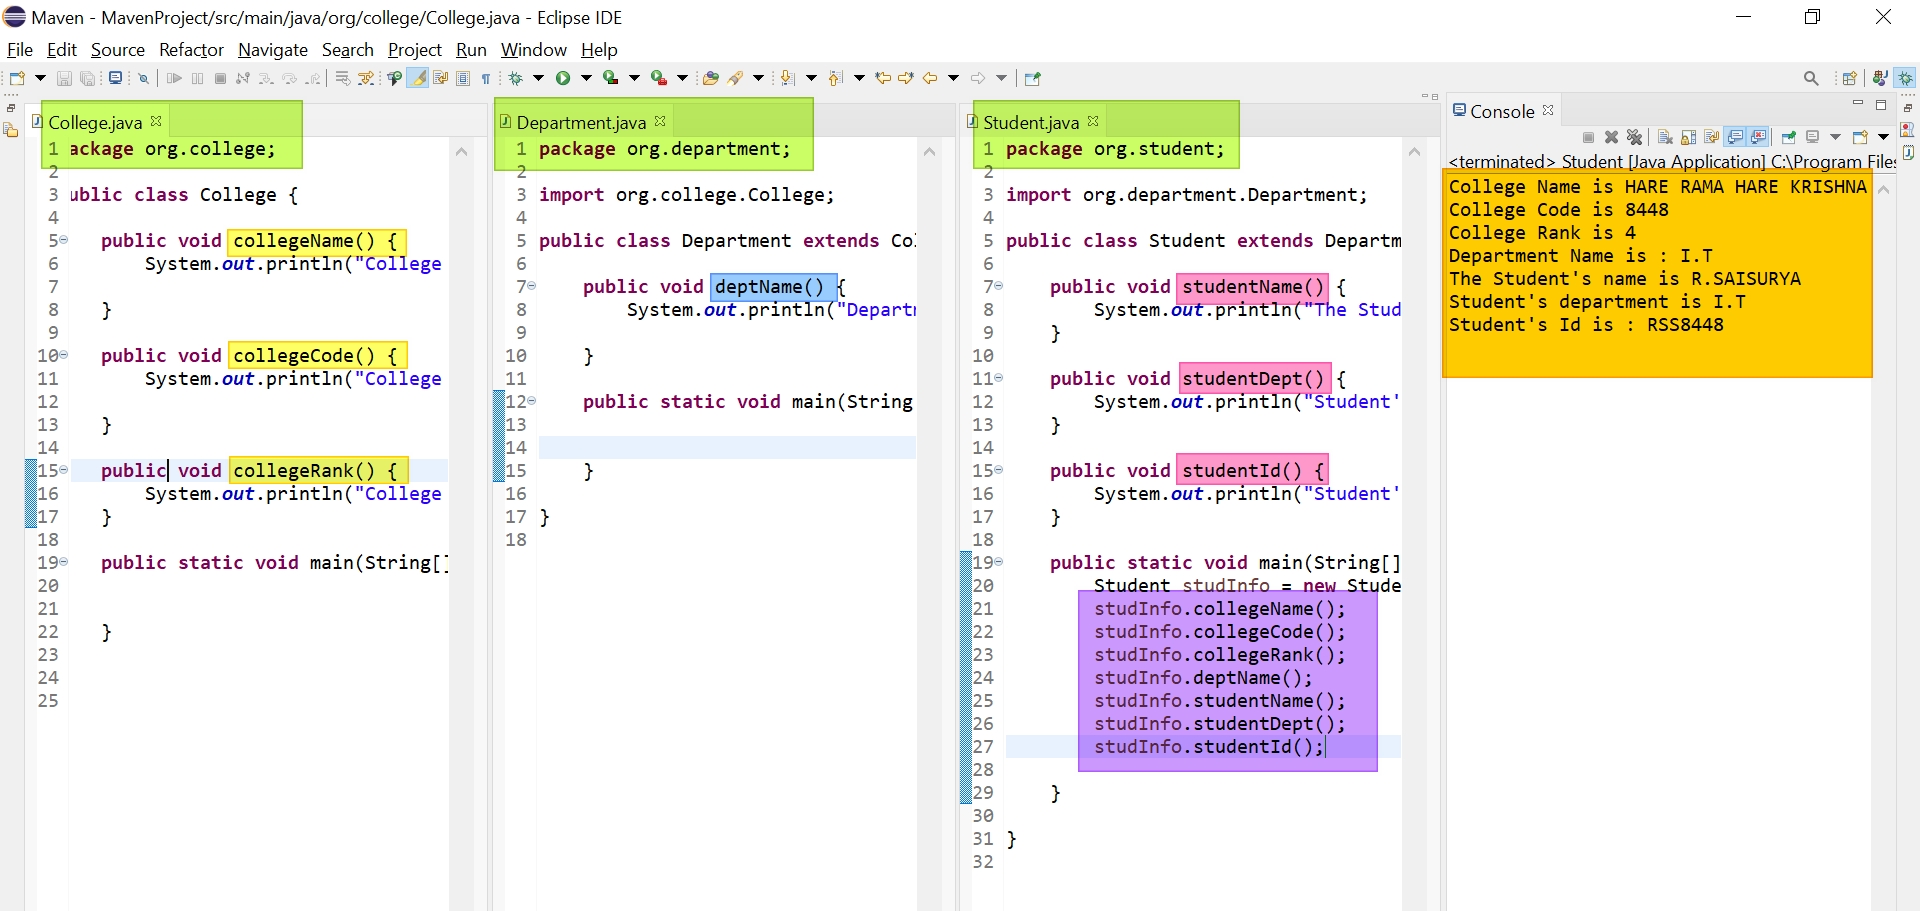 Maven - MavenProject/src/main/java/org/college/College.java - Eclipse IDE
File Edit Source Refactor Navigate Search Project Run Window Help
College.java
1 ackage org.college;
2
3 ublic class College {
4
5 public void collegeName() {
6 System.out.println("College
7
8 }
9
10 public void collegeCode() {
11 System.out.println("College
12
13 }
14
15 public void collegeRank() {
16 System.out.println("College
17 }
18
19 public static void main(String[]
20
21
22 }
23
24
25
Department.java
1 package org.department;
2
3 import org.college.College;
4
5 public class Department extends Col
6
7 public void deptName() {
8 System.out.println("Departm
9
10 }
11
12 public static void main(String
13
14
15 }
16
17 }
18
Student.java
1 package org.student;
2
3 import org.department.Department;
4
5 public class Student extends Departm
6
7 public void studentName() {
8 System.out.println("The Stud
9 }
10
11 public void studentDept() {
12 System.out.println("Student'
13 }
14
15 public void studentId() {
16 System.out.println("Student'
17 }
18
19 public static void main(String[]
20 Student studInfo = new Stude
21 studInfo.collegeName();
22 studInfo.collegeCode();
23 studInfo.collegeRank();
24 studInfo.deptName();
25 studInfo.studentName();
26 studInfo.studentDept();
27 studInfo.studentId();
28
29 }
30
31 }
32
Console
<terminated> Student [Java Application] C:\Program Files
College Name is HARE RAMA HARE KRISHNA
College Code is 8448
College Rank is 4
Department Name is : I.T
The Student's name is R.SAISURYA
Student's department is I.T
Student's Id is : RSS8448